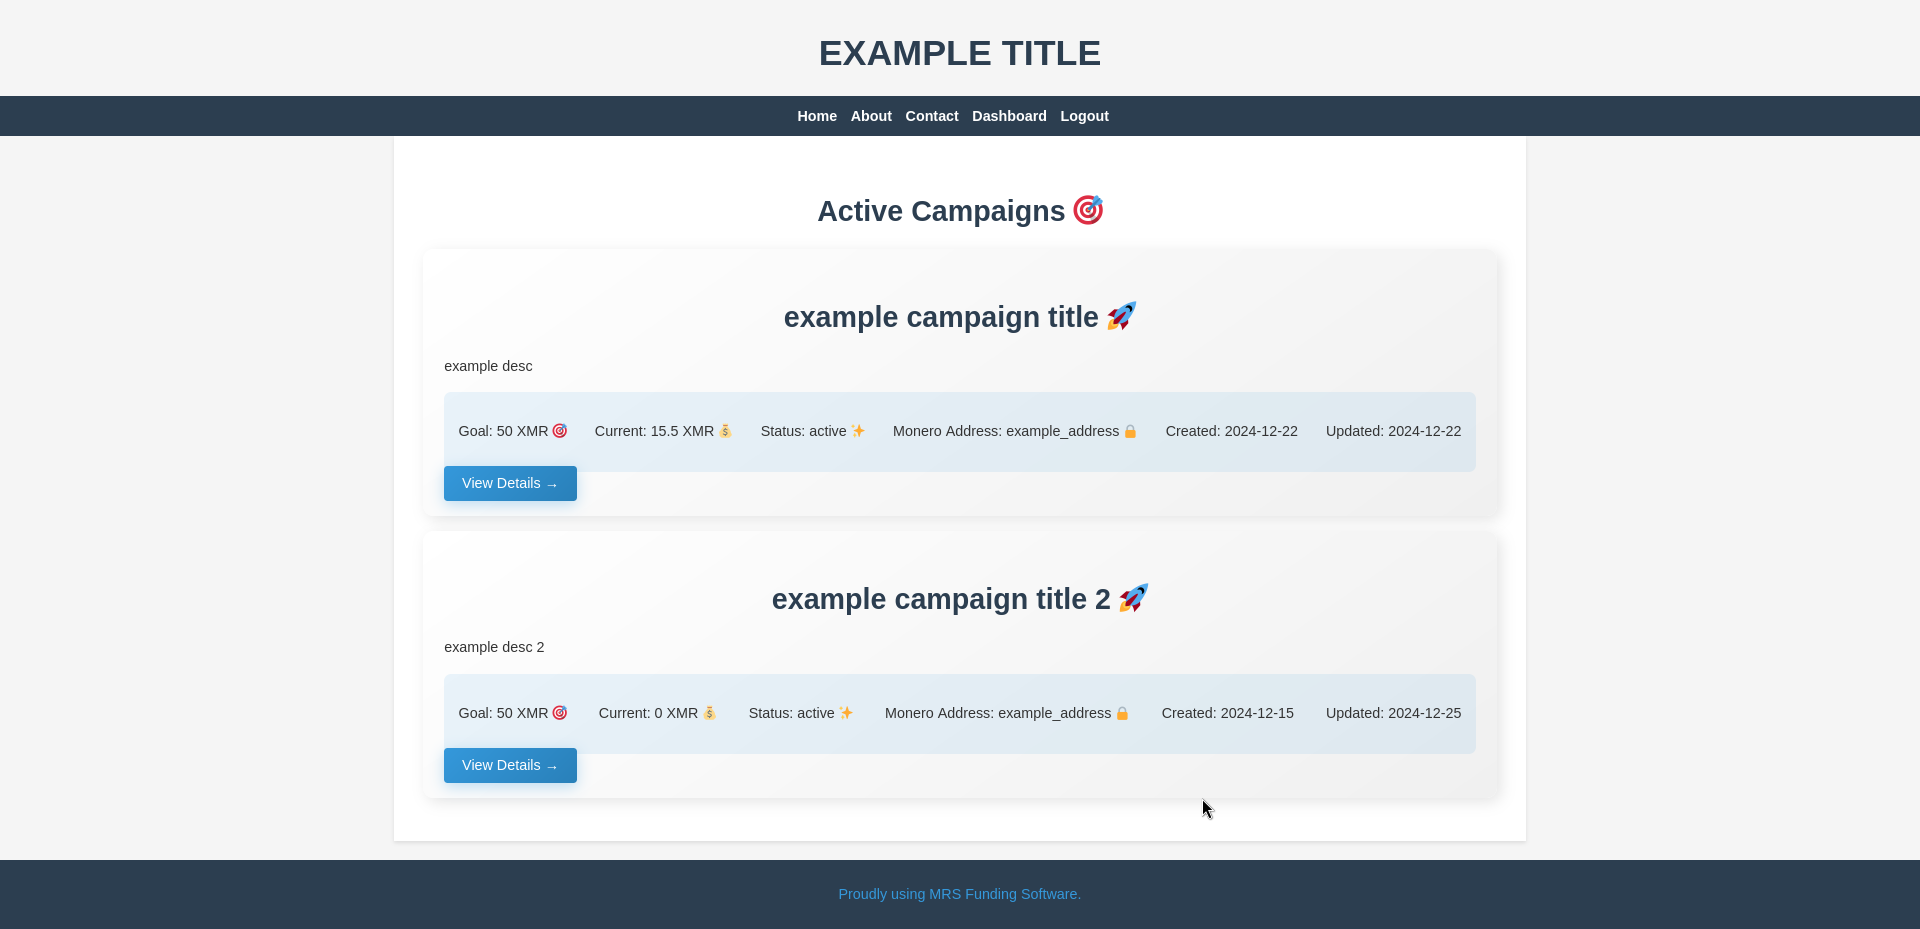 EXAMPLE TITLE
Home About Contact Dashboard Logout
Active Campaigns 🎯
example campaign title 🚀
example desc
Goal: 50 XMR 🎯 Current: 15.5 XMR 💰 Status: active ✨ Monero Address: example_address 🔒 Created: 2024-12-22 Updated: 2024-12-22
View Details →
example campaign title 2 🚀
example desc 2
Goal: 50 XMR 🎯 Current: 0 XMR 💰 Status: active ✨ Monero Address: example_address 🔒 Created: 2024-12-15 Updated: 2024-12-25
View Details →
Proudly using MRS Funding Software.